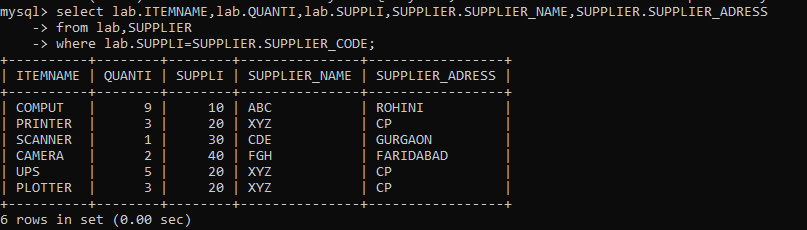 mysql> select lab.ITEMNAME,lab.QUANTI,lab.SUPPLI,SUPPLIER.SUPPLIER_NAME,SUPPLIER.SUPPLIER_ADRESS
    -> from lab,SUPPLIER
    -> where lab.SUPPLI=SUPPLIER.SUPPLIER_CODE;
+----------+--------+--------+---------------+-----------------+
| ITEMNAME | QUANTI | SUPPLI | SUPPLIER_NAME | SUPPLIER_ADRESS |
+----------+--------+--------+---------------+-----------------+
| COMPUT   |      9 |     10 | ABC           | ROHINI          |
| PRINTER  |      3 |     20 | XYZ           | CP              |
| SCANNER  |      1 |     30 | CDE           | GURGAON         |
| CAMERA   |      2 |     40 | FGH           | FARIDABAD       |
| UPS      |      5 |     20 | XYZ           | CP              |
| PLOTTER  |      3 |     20 | XYZ           | CP              |
+----------+--------+--------+---------------+-----------------+
6 rows in set (0.00 sec)